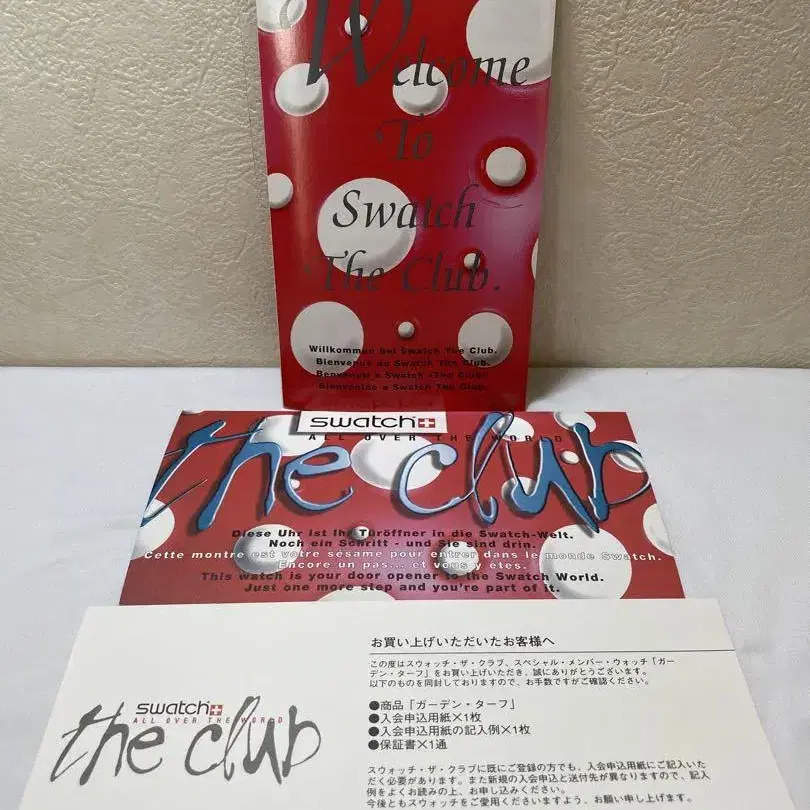 Welcome
To
Swatch
The Club.
Willkommen bei Swatch The Club.
Bienvenue au Swatch The Club.
Benvenuti a Swatch «The Club».
Bienvenido a Swatch The Club.
swatch
ALL OVER THE WORLD
the club
Diese Uhr ist Ihr Türöffner in die Swatch-Welt.
Noch ein Schritt - und Sie sind drin.
Cette montre est votre sésame pour entrer dans le monde Swatch.
Encore un pas... et vous y êtes.
This watch is your door opener to the Swatch World.
Just one more step and you're part of it.
swatch
ALL OVER THE WORLD
the club
お買い上げいただいたお客様へ
この度はスウォッチ・ザ・クラブ、スペシャル・メンバー・ウォッチ「ガー
デン・ターフ」をお買い上げいただき、誠にありがとうございます。
以下のものを同封しておりますので、お手数ですがご確認ください。
●商品「ガーデン・ターフ」
●入会申込用紙×1枚
●入会申込用紙の記入例×1枚
●保証書×1通
スウォッチ・ザ・クラブに既にご登録の方でも、入会申込用紙にご記入いた
だく必要があります。また新規の入会申込と送付先が異なりますので、記入
例をよくお読みの上、お申し込みください。
今後ともスウォッチをご愛用くださいますよう、お願い申し上げます。